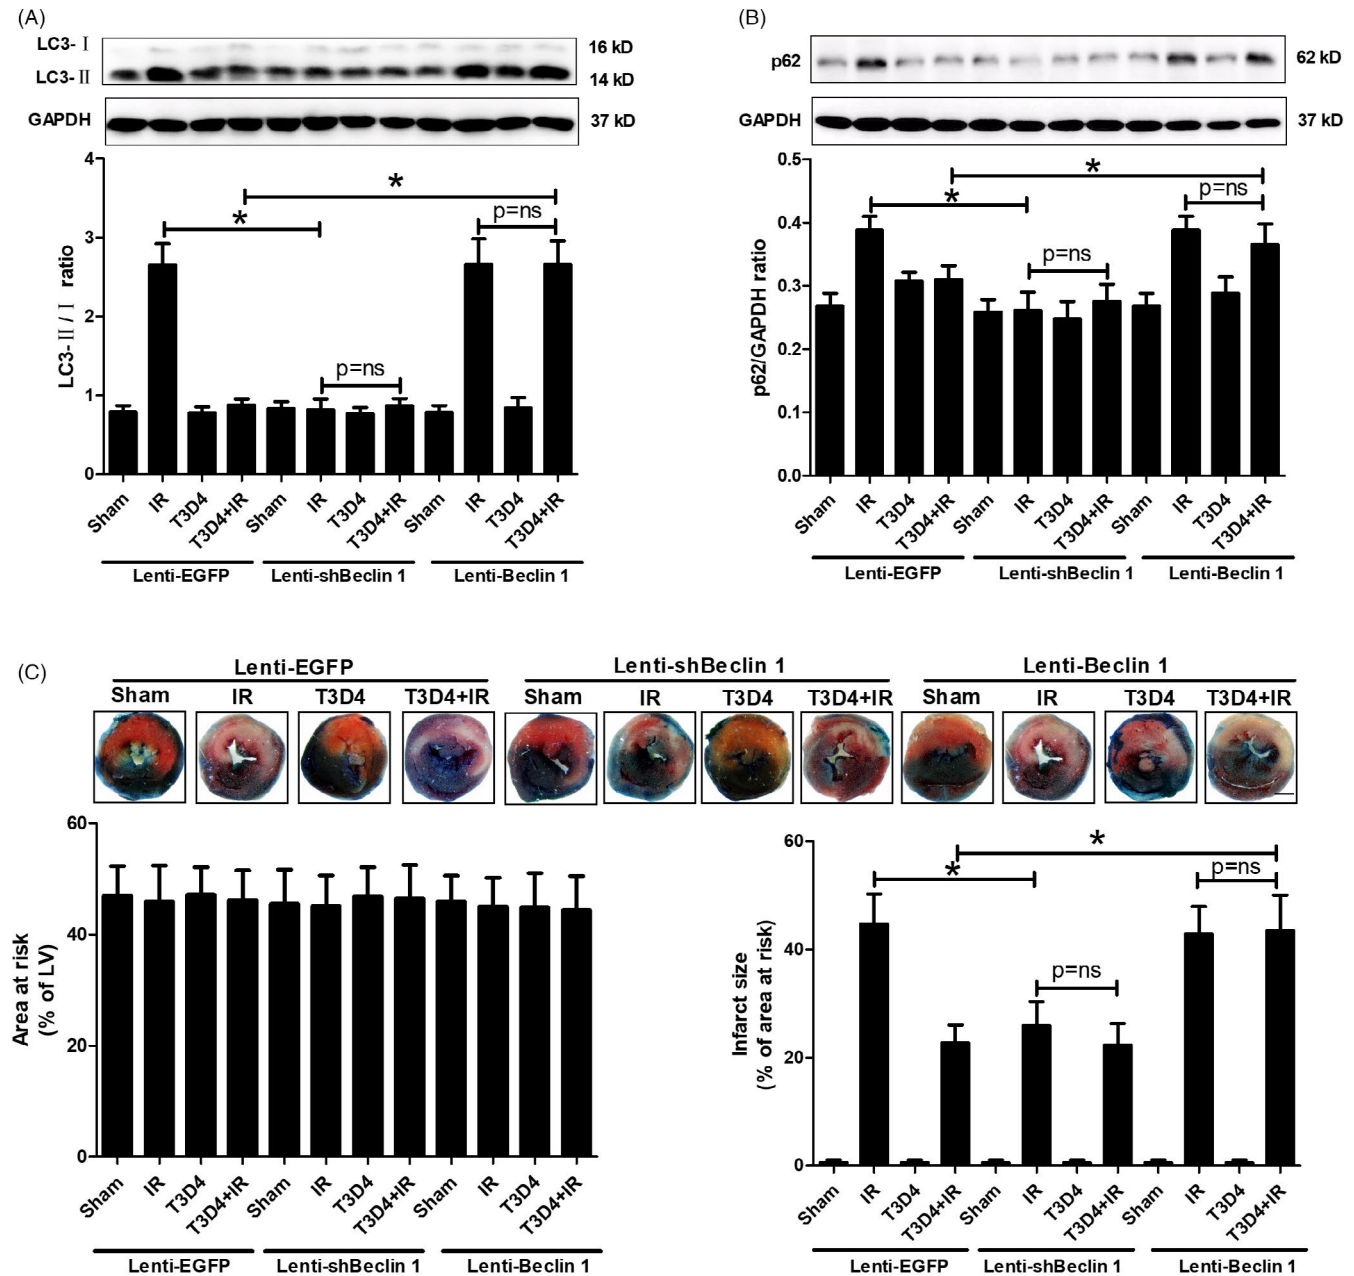 (A)
LC3-Ⅰ
16 kD
LC3-Ⅱ
14 kD
GAPDH
37 kD
4
3
2
1
0
LC3-Ⅱ/Ⅰ ratio
*
*
p=ns
p=ns
Sham IR T3D4 T3D4+IR Sham IR T3D4 T3D4+IR Sham IR T3D4 T3D4+IR
Lenti-EGFP Lenti-shBeclin 1 Lenti-Beclin 1
(B)
p62
62 kD
GAPDH
37 kD
0.5
0.4
0.3
0.2
0.1
0.0
p62/GAPDH ratio
*
*
p=ns
p=ns
Sham IR T3D4 T3D4+IR Sham IR T3D4 T3D4+IR Sham IR T3D4 T3D4+IR
Lenti-EGFP Lenti-shBeclin 1 Lenti-Beclin 1
(C)
Lenti-EGFP Lenti-shBeclin 1 Lenti-Beclin 1
Sham IR T3D4 T3D4+IR Sham IR T3D4 T3D4+IR Sham IR T3D4 T3D4+IR
60
40
20
0
Area at risk
(% of LV)
Sham IR T3D4 T3D4+IR Sham IR T3D4 T3D4+IR Sham IR T3D4 T3D4+IR
Lenti-EGFP Lenti-shBeclin 1 Lenti-Beclin 1
60
40
20
0
Infarct size
(% of area at risk)
*
*
p=ns
p=ns
Sham IR T3D4 T3D4+IR Sham IR T3D4 T3D4+IR Sham IR T3D4 T3D4+IR
Lenti-EGFP Lenti-shBeclin 1 Lenti-Beclin 1